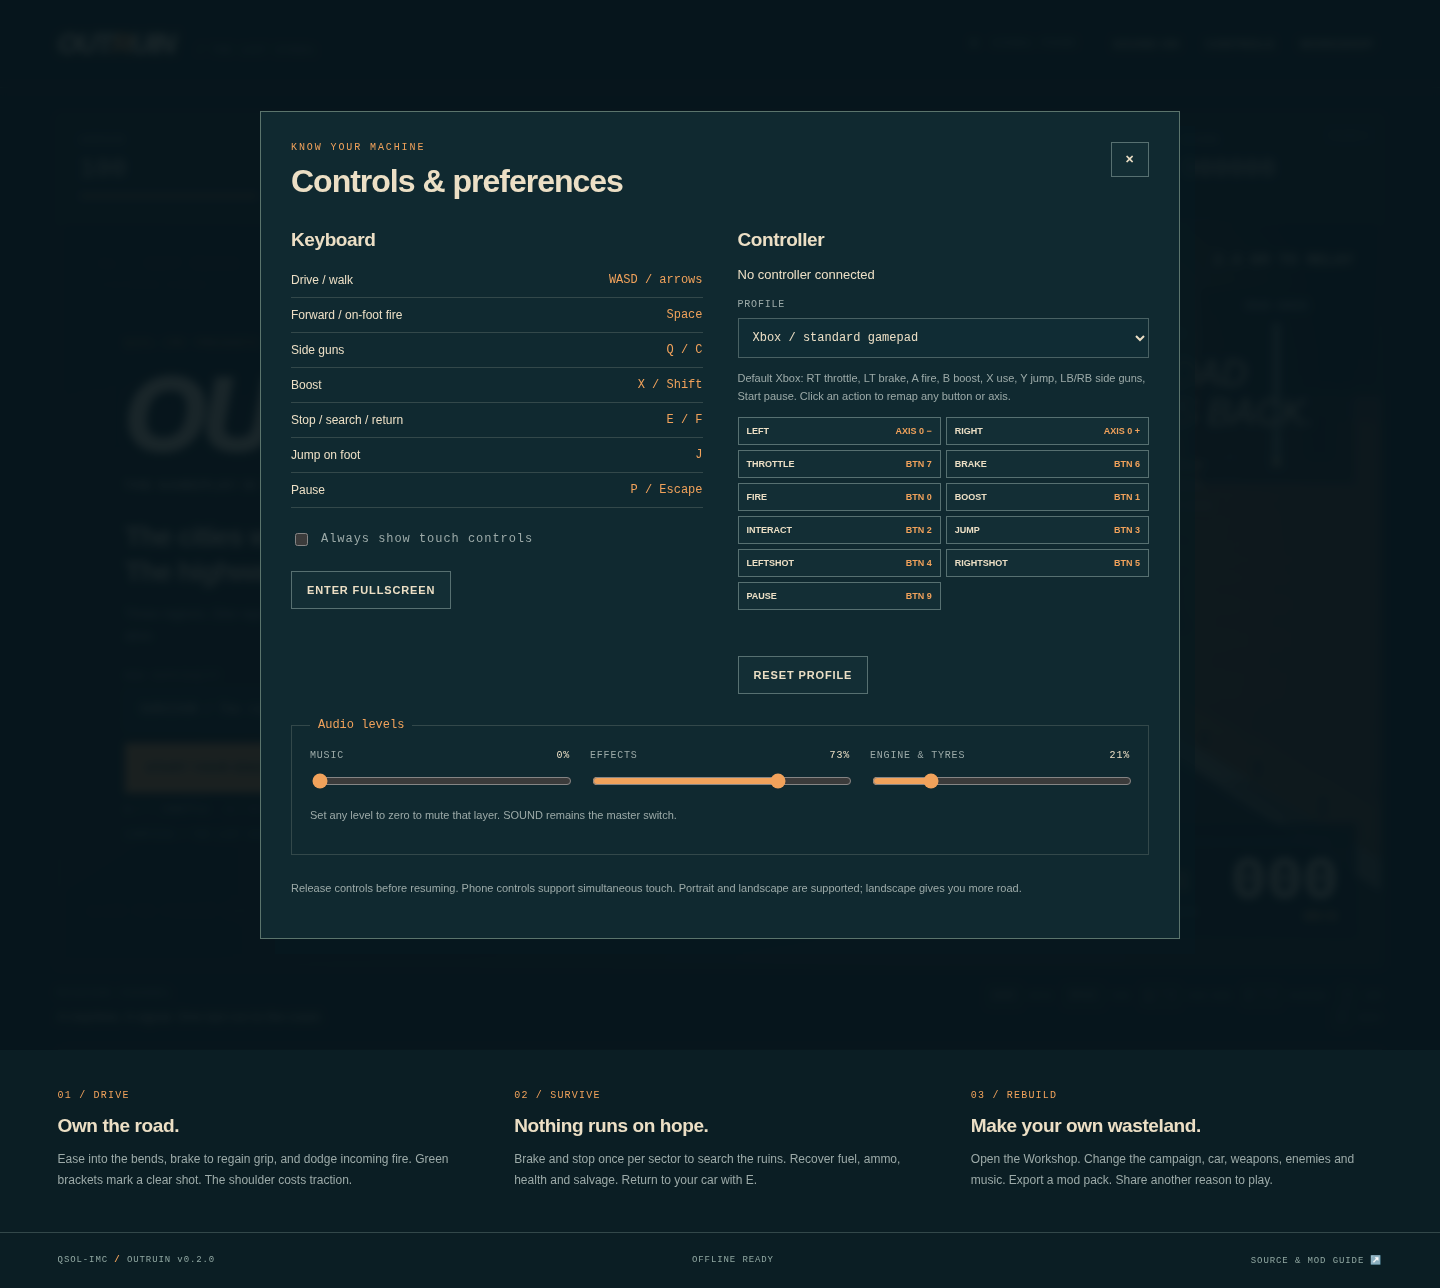 KNOW YOUR MACHINE
Controls & preferences
×
Keyboard
Drive / walk WASD / arrows
Forward / on-foot fire Space
Side guns Q / C
Boost X / Shift
Stop / search / return E / F
Jump on foot J
Pause P / Escape
Always show touch controls
ENTER FULLSCREEN
Controller
No controller connected
PROFILE
Xbox / standard gamepad
Default Xbox: RT throttle, LT brake, A fire, B boost, X use, Y jump, LB/RB side guns,
Start pause. Click an action to remap any button or axis.
LEFT AXIS 0 − RIGHT AXIS 0 +
THROTTLE BTN 7 BRAKE BTN 6
FIRE BTN 0 BOOST BTN 1
INTERACT BTN 2 JUMP BTN 3
LEFTSHOT BTN 4 RIGHTSHOT BTN 5
PAUSE BTN 9
RESET PROFILE
Audio levels
MUSIC 0% EFFECTS 73% ENGINE & TYRES 21%
Set any level to zero to mute that layer. SOUND remains the master switch.
Release controls before resuming. Phone controls support simultaneous touch. Portrait and landscape are supported; landscape gives you more road.
000
01 / DRIVE
Own the road.
Ease into the bends, brake to regain grip, and dodge incoming fire. Green
brackets mark a clear shot. The shoulder costs traction.
02 / SURVIVE
Nothing runs on hope.
Brake and stop once per sector to search the ruins. Recover fuel, ammo,
health and salvage. Return to your car with E.
03 / REBUILD
Make your own wasteland.
Open the Workshop. Change the campaign, car, weapons, enemies and
music. Export a mod pack. Share another reason to play.
QSOL-IMC / OUTRUIN v0.2.0
OFFLINE READY
SOURCE & MOD GUIDE ↗